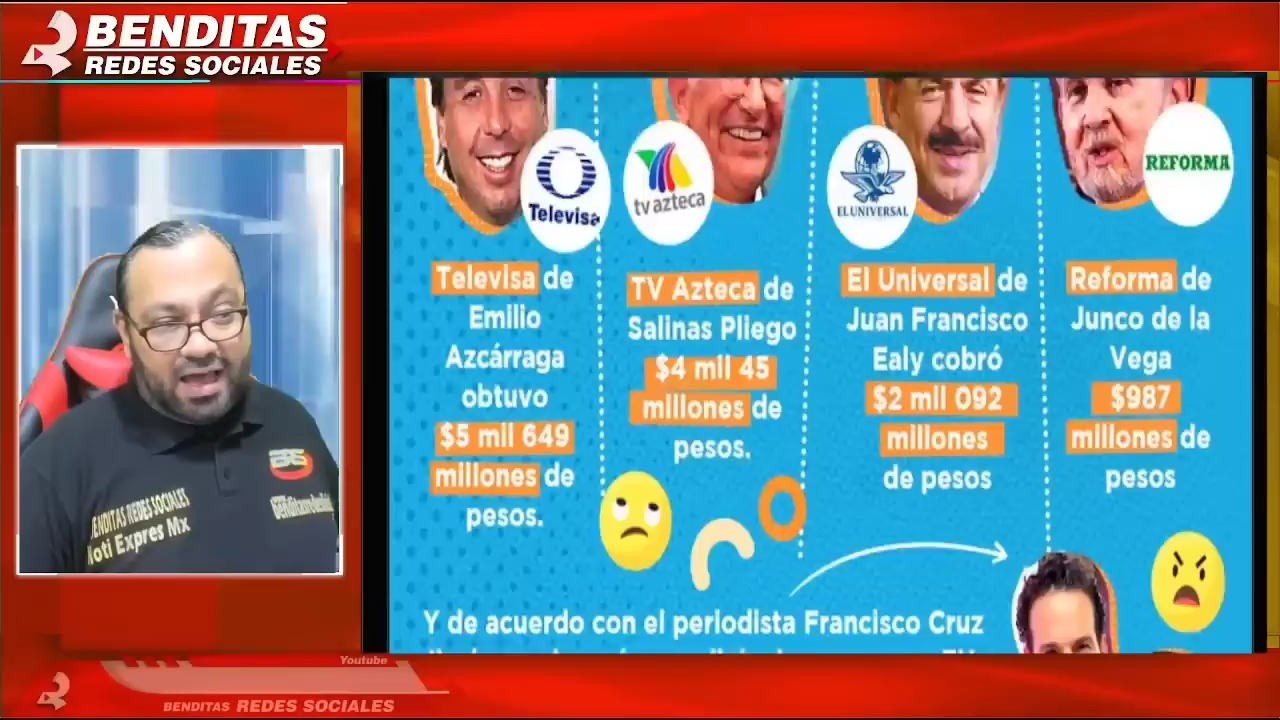 BENDITAS
REDES SOCIALES
Televisa
tv azteca
EL UNIVERSAL
REFORMA
Televisa de
Emilio
Azcárraga
obtuvo
$5 mil 649
millones de
pesos.
TV Azteca de
Salinas Pliego
$4 mil 45
millones de
pesos.
El Universal de
Juan Francisco
Ealy cobró
$2 mil 092
millones
de pesos
Reforma de
Junco de la
Vega
$987
millones de
pesos
Y de acuerdo con el periodista Francisco Cruz
BENDITAS REDES SOCIALES
Noti Expres Mx
Youtube
BENDITAS REDES SOCIALES